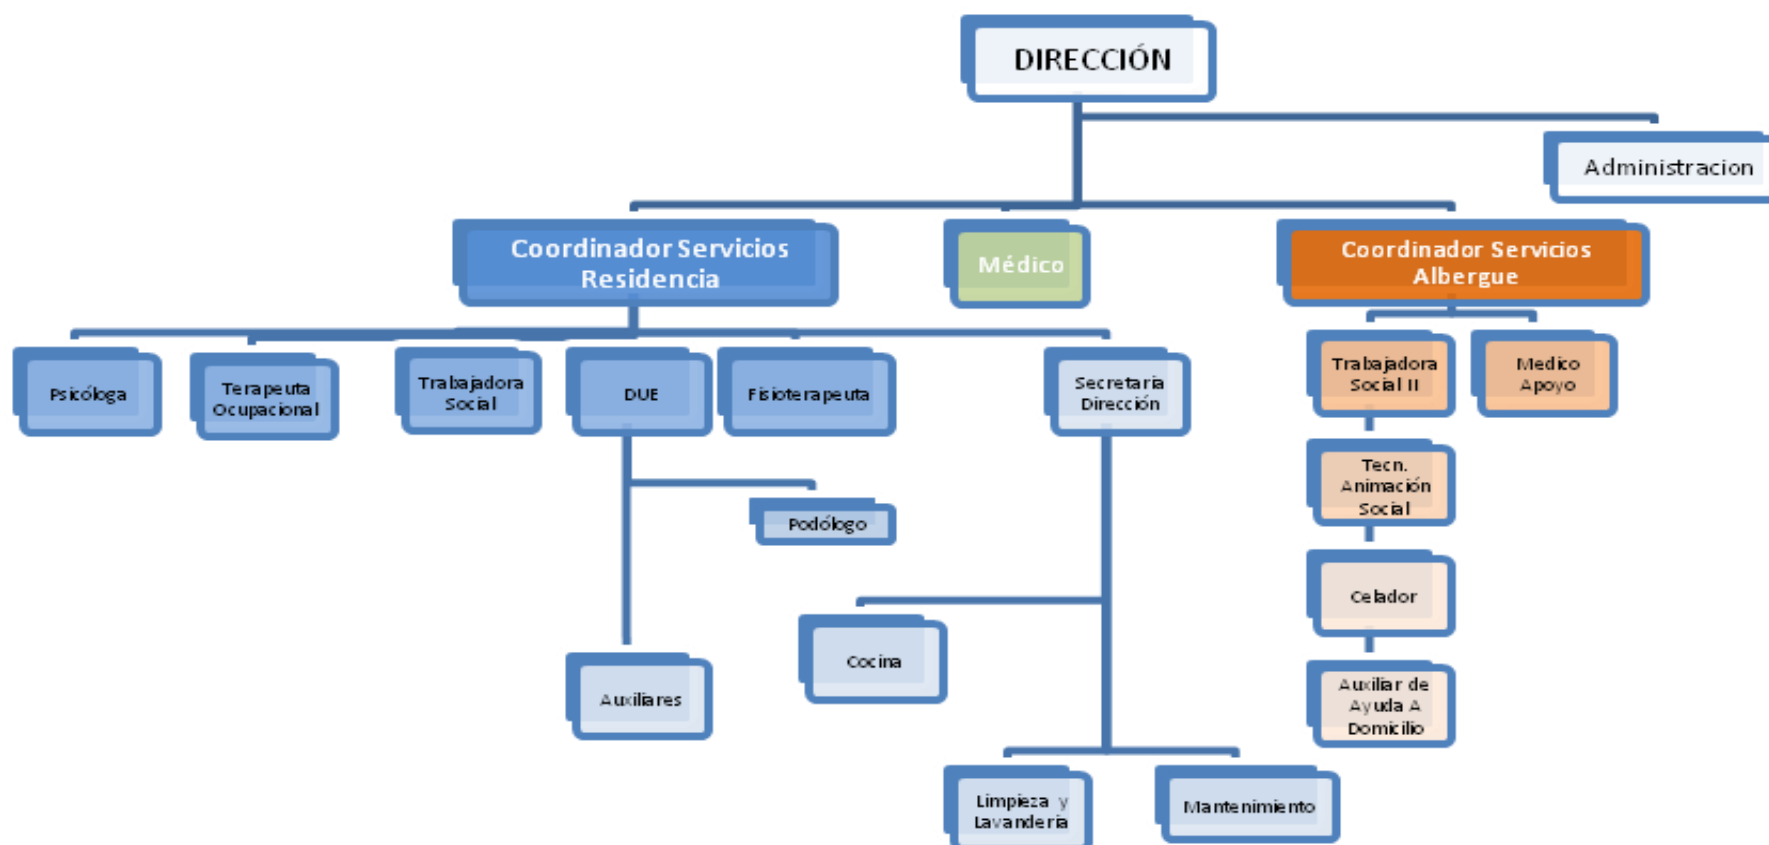 DIRECCIÓN
Administracion
Coordinador Servicios
Residencia
Médico
Coordinador Servicios
Albergue
Psicóloga
Terapeuta
Ocupacional
Trabajadora
Social
DUE
Fisioterapeuta
Secretaria
Dirección
Trabajadora
Social II
Medico
Apoyo
Tecn.
Animación
Social
Podólogo
Celador
Cocina
Auxiliares
Auxiliar de
Ayuda A
Domicilio
Limpieza y
Lavandería
Mantenimiento